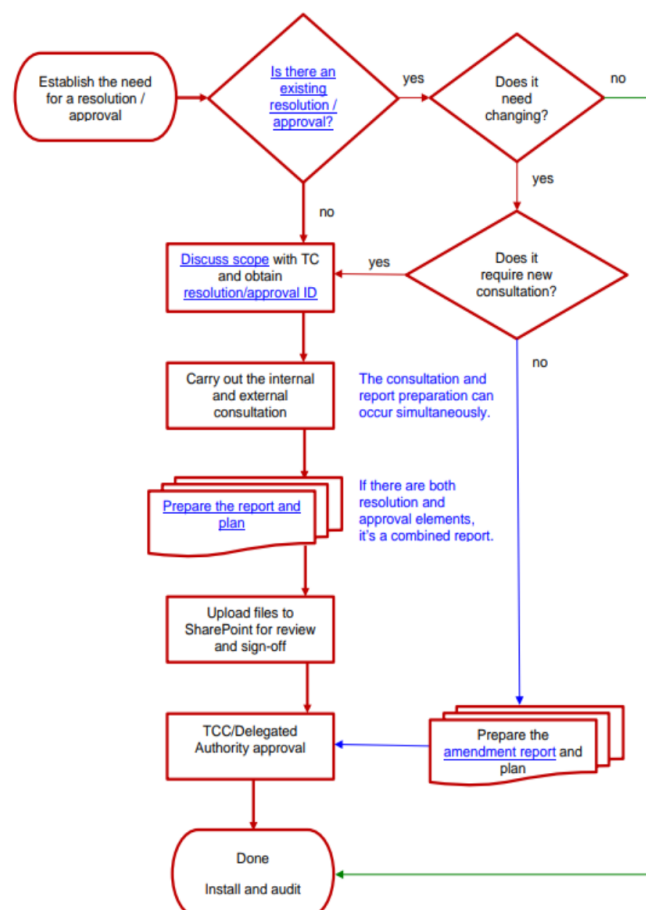 Establish the need
for a resolution /
approval
Is there an
existing
resolution /
approval?
yes
Does it
need
changing?
no
yes
no
Discuss scope with TC
and obtain
resolution/approval ID
yes
Does it
require new
consultation?
no
Carry out the internal
and external
consultation
The consultation and
report preparation can
occur simultaneously.
Prepare the report and
plan
If there are both
resolution and
approval elements,
it's a combined report.
Upload files to
SharePoint for review
and sign-off
TCC/Delegated
Authority approval
Prepare the
amendment report and
plan
Done
Install and audit